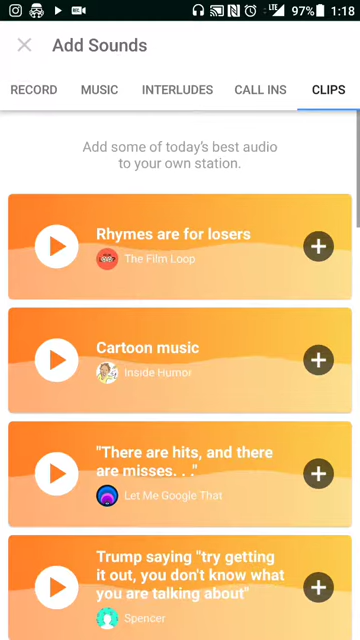 LTE 97% 1:18
Add Sounds
RECORD MUSIC INTERLUDES CALL INS CLIPS
Add some of today's best audio
to your own station.
Rhymes are for losers
The Film Loop
Cartoon music
Inside Humor
"There are hits, and there
are misses. . ."
Let Me Google That
Trump saying "try getting
it out, you don't know what
you are talking about"
Spencer